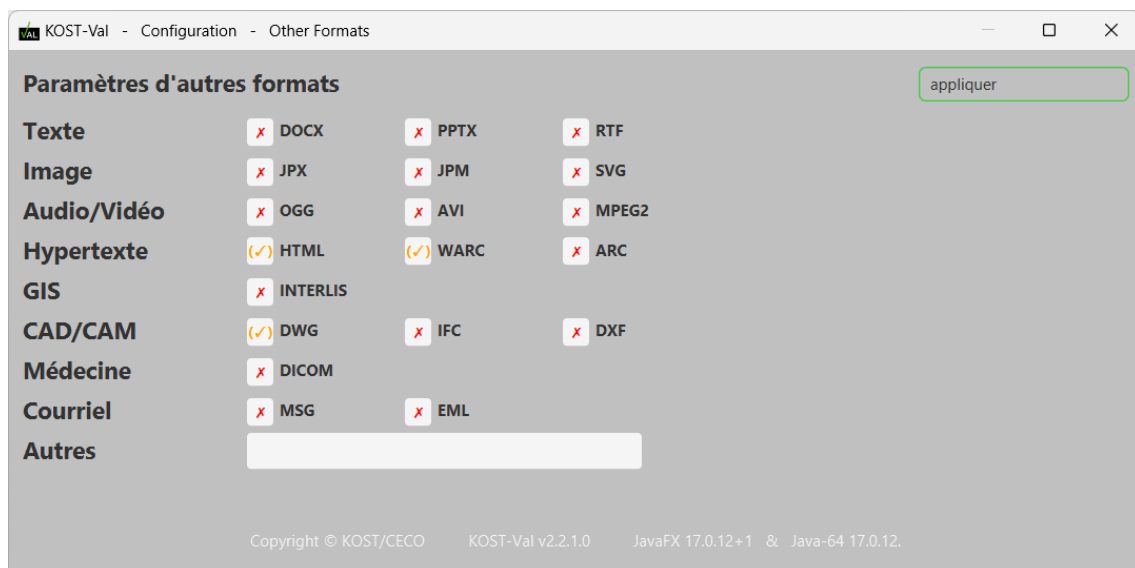 VAL KOST-Val - Configuration - Other Formats
Paramètres d'autres formats appliquer
Texte ✗ DOCX ✗ PPTX ✗ RTF
Image ✗ JPX ✗ JPM ✗ SVG
Audio/Vidéo ✗ OGG ✗ AVI ✗ MPEG2
Hypertexte (✓) HTML (✓) WARC ✗ ARC
GIS ✗ INTERLIS
CAD/CAM (✓) DWG ✗ IFC ✗ DXF
Médecine ✗ DICOM
Courriel ✗ MSG ✗ EML
Autres
Copyright © KOST/CECO KOST-Val v2.2.1.0 JavaFX 17.0.12+1 & Java-64 17.0.12.